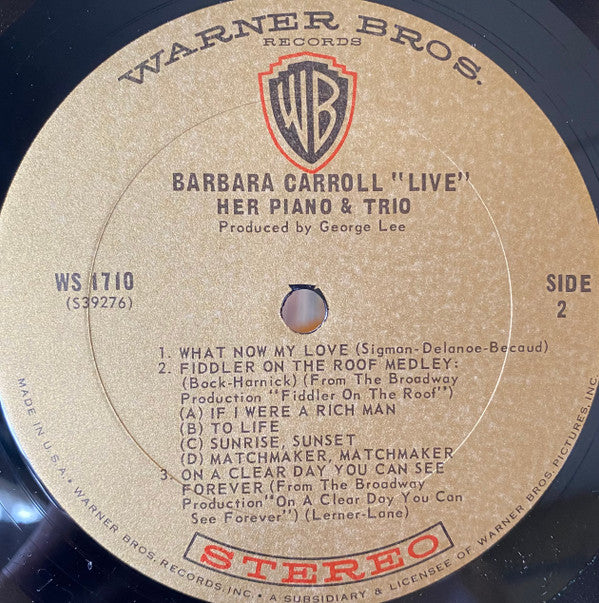 WARNER BROS.
RECORDS
WB
BARBARA CARROLL "LIVE"
HER PIANO & TRIO
Produced by George Lee
WS 1710
(S39276)
SIDE
2
1. WHAT NOW MY LOVE (Sigman-Delanoe-Becaud)
2. FIDDLER ON THE ROOF MEDLEY:
(Bock-Harnick) (From The Broadway
Production "Fiddler On The Roof")
(A) IF I WERE A RICH MAN
(B) TO LIFE
(C) SUNRISE, SUNSET
(D) MATCHMAKER, MATCHMAKER
3. ON A CLEAR DAY YOU CAN SEE
FOREVER (From The Broadway
Production "On A Clear Day You Can
See Forever") (Lerner-Lane)
STEREO
MADE IN U.S.A. • WARNER BROS. RECORDS INC. • A SUBSIDIARY & LICENSEE OF WARNER BROS. PICTURES, INC.